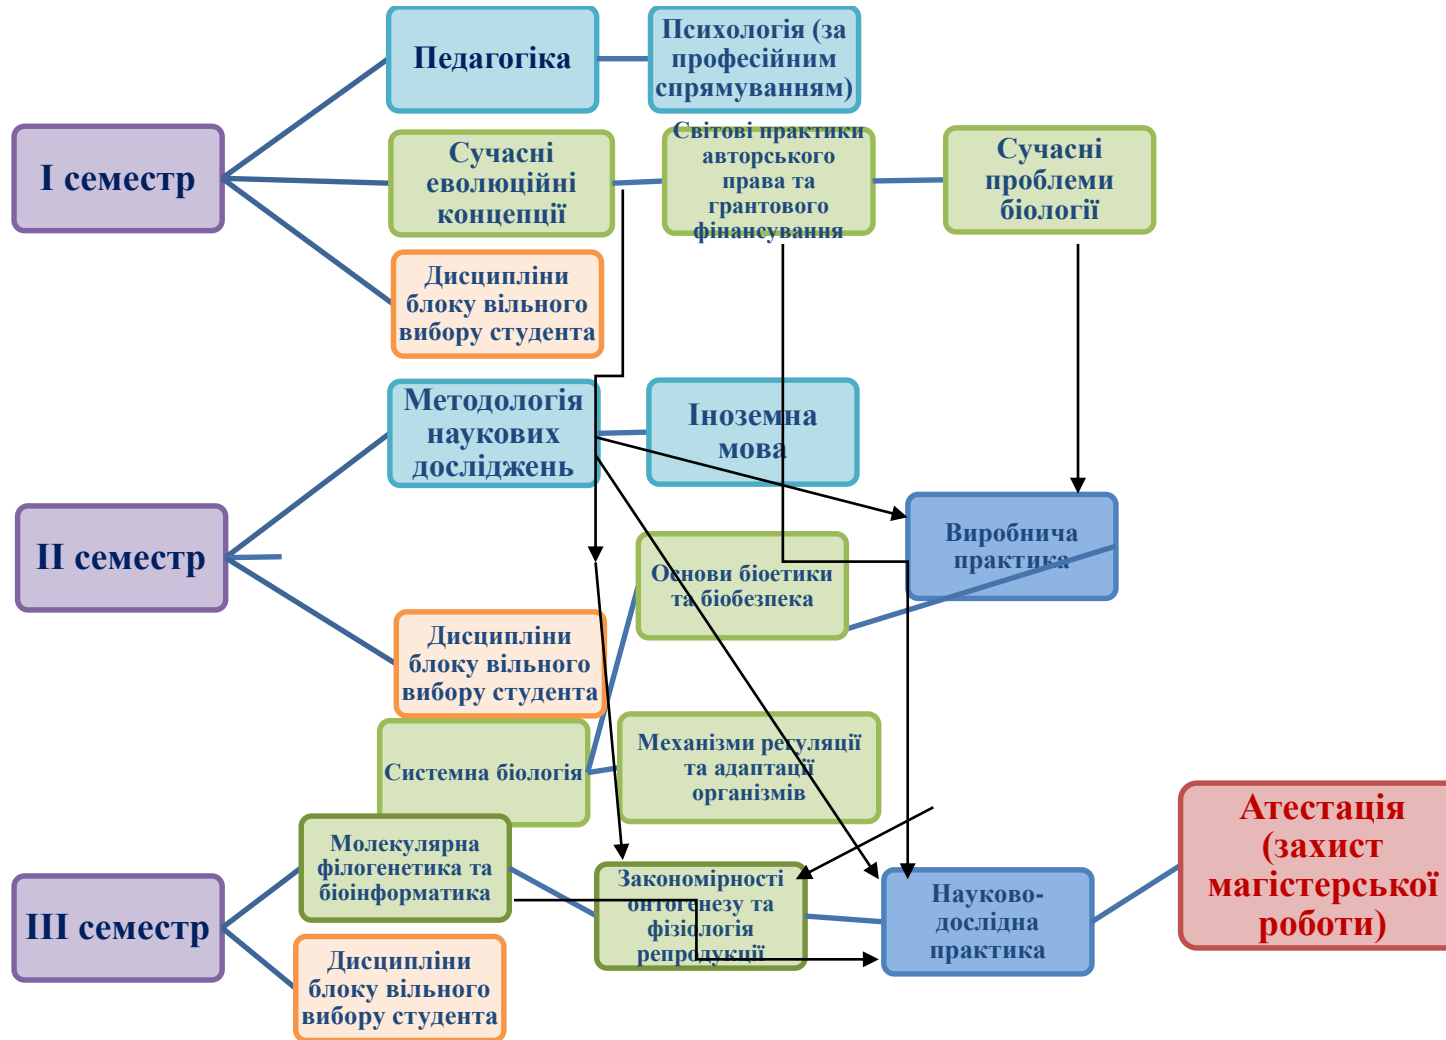 Педагогіка
Психологія (за
професійним
спрямуванням)
I семестр
Сучасні
еволюційні
концепції
Світові практики
авторського
права та
грантового
фінансування
Сучасні
проблеми
біології
Дисципліни
блоку вільного
вибору студента
Методологія
наукових
досліджень
Іноземна
мова
II семестр
Виробнича
практика
Основи біоетики
та біобезпека
Дисципліни
блоку вільного
вибору студента
Системна біологія
Механізми регуляції
та адаптації
організмів
III семестр
Молекулярна
філогенетика та
біоінформатика
Закономірності
онтогенезу та
фізіологія
репродукції
Науково-
дослідна
практика
Атестація
(захист
магістерської
роботи)
Дисципліни
блоку вільного
вибору студента